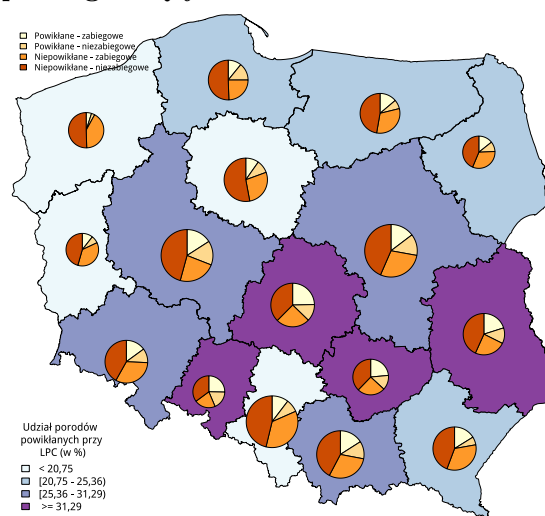 Powikłane – zabiegowe
Powikłane – niezabiegowe
Niepowikłane – zabiegowe
Niepowikłane – niezabiegowe
Udział porodów
powikłanych przy
LPC (w %)
< 20,75
[20,75 - 25,36)
[25,36 - 31,29)
>= 31,29